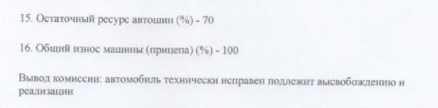 15. Остаточный ресурс автошин (%) - 70
16. Общий износ машины (прицепа) (%) - 100
Вывод комиссии: автомобиль технически исправен подлежит высвобождению и
реализации